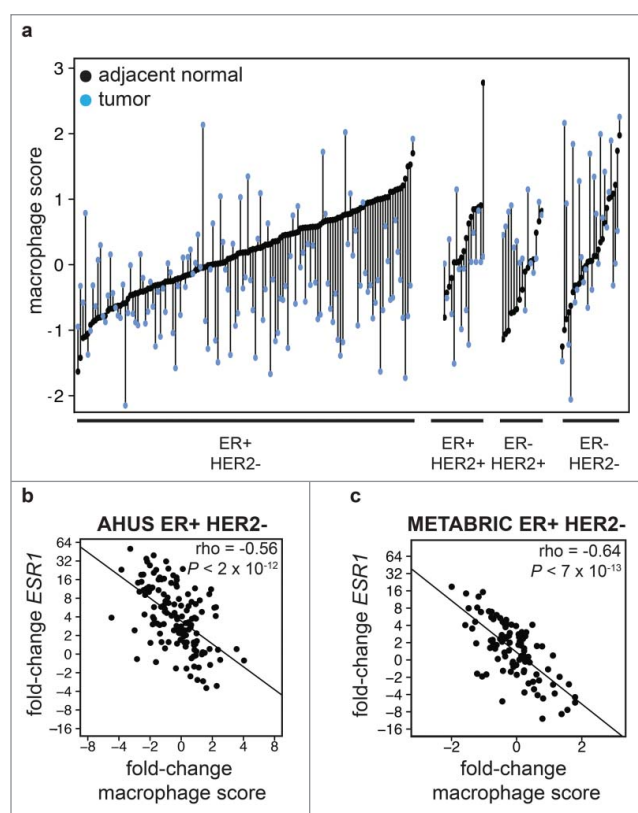 a
adjacent normal
tumor
macrophage score
3
2
1
0
-1
-2
ER+
HER2-
ER+
HER2+
ER-
HER2+
ER-
HER2-
b
AHUS ER+ HER2-
rho = -0.56
P < 2 x 10-12
fold-change ESR1
64
32
16
8
4
2
0
−2
−4
−8
−16
-8
-4
-2
0
2
4
8
fold-change
macrophage score
c
METABRIC ER+ HER2-
rho = -0.64
P < 7 x 10-13
fold-change ESR1
64
32
16
8
4
2
0
−2
−4
−8
−16
-2
0
2
fold-change
macrophage score